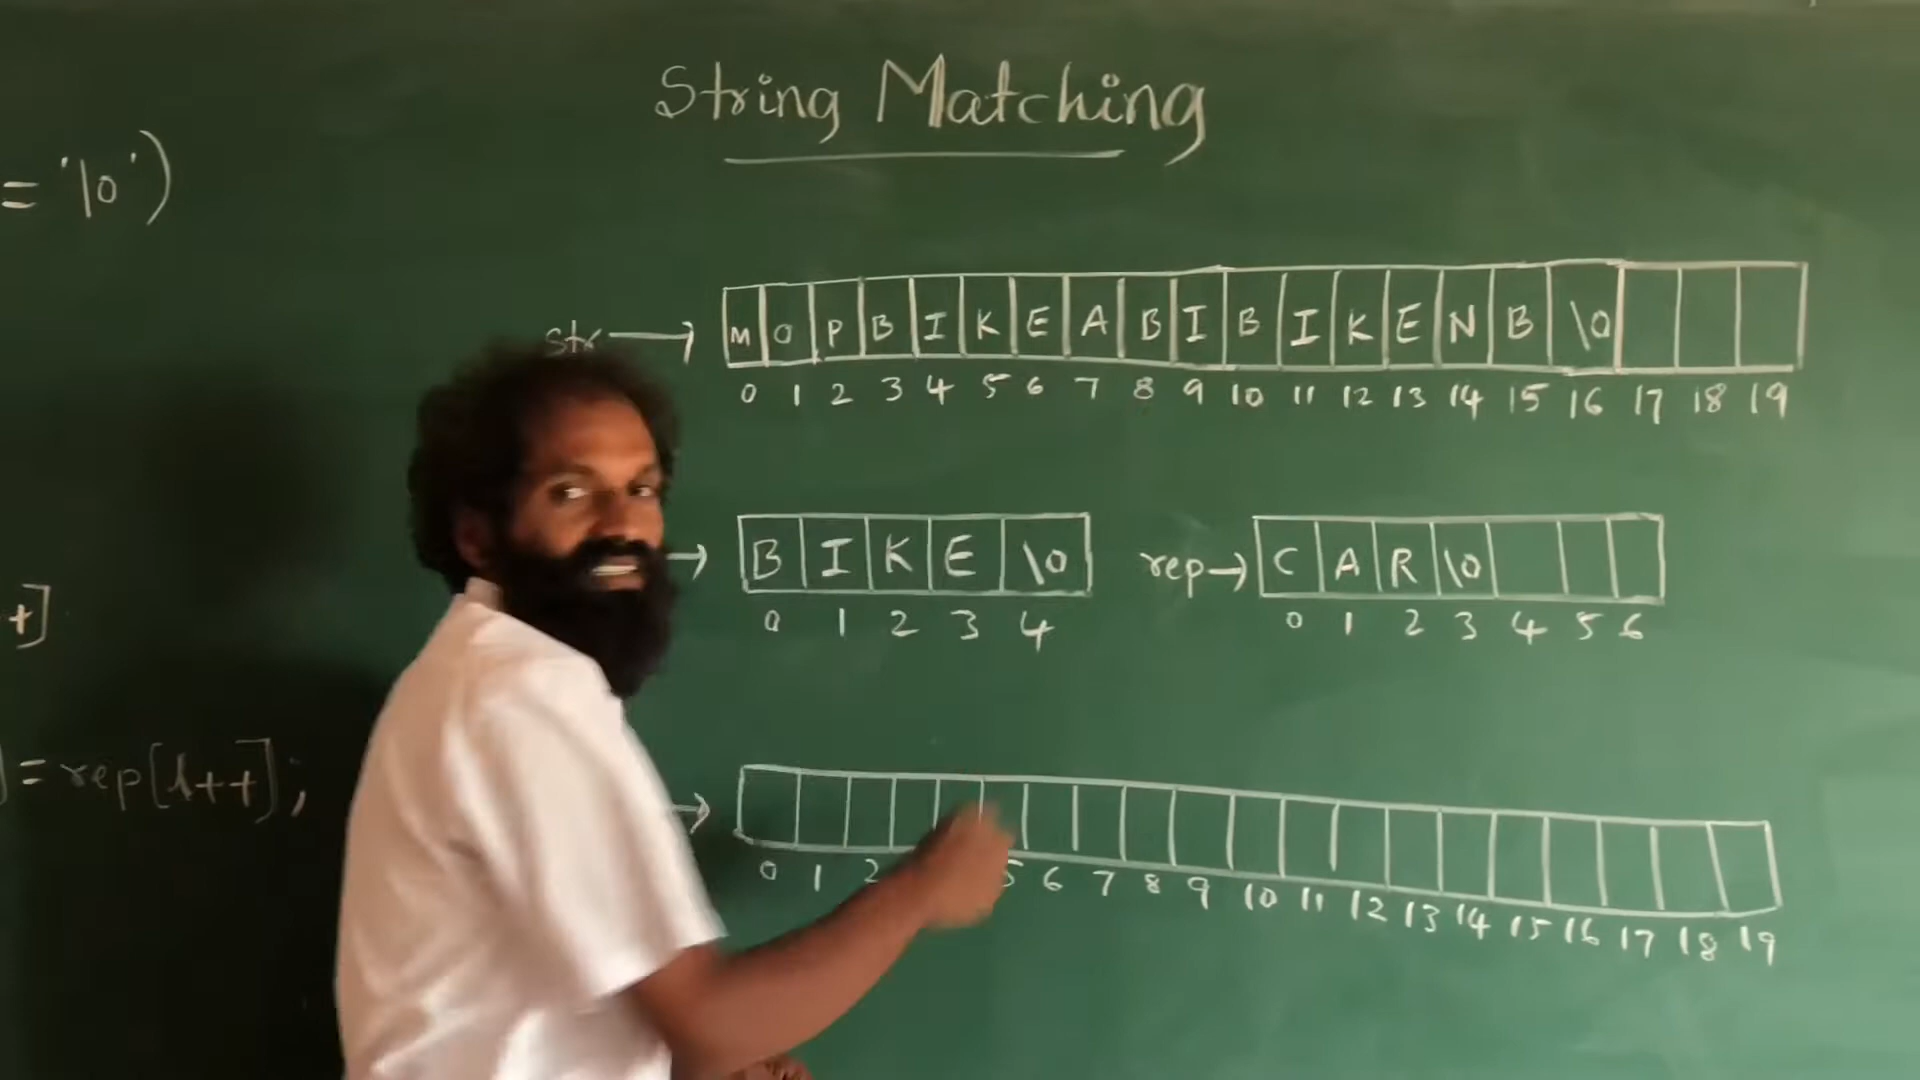 String Matching
= '\0')
str → M O P B I K E A B I B I K E N B \0
0 1 2 3 4 5 6 7 8 9 10 11 12 13 14 15 16 17 18 19
→ B I K E \0 rep→ C A R \0
0 1 2 3 4 0 1 2 3 4 5 6
+]
] = rep[l++];
→
0 1 2 5 6 7 8 9 10 11 12 13 14 15 16 17 18 19